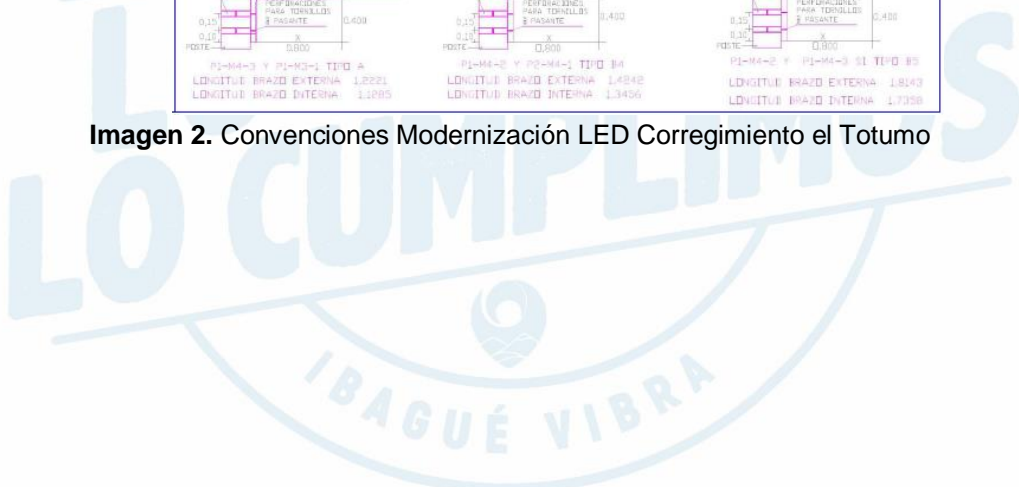 PERFORACIONES
PARA TORNILLOS
PASANTE
0,15
0,10
0,400
POSTE
X
0,800
P1-M4-3 Y P1-M3-1 TIPO A
LONGITUD BRAZO EXTERNA 1.2221
LONGITUD BRAZO INTERNA 1.1285
PERFORACIONES
PARA TORNILLOS
PASANTE
0,15
0,10
0,400
POSTE
X
0,800
P1-M4-2 Y P2-M4-1 TIPO B4
LONGITUD BRAZO EXTERNA 1.4242
LONGITUD BRAZO INTERNA 1.3456
PERFORACIONES
PARA TORNILLOS
PASANTE
0,15
0,10
0,400
POSTE
X
0,800
P1-M4-2 Y P1-M4-3 SI TIPO B5
LONGITUD BRAZO EXTERNA 1.8143
LONGITUD BRAZO INTERNA 1.7358
Imagen 2. Convenciones Modernización LED Corregimiento el Totumo
LO CUMPLIMOS
IBAGUÉ VIBRA